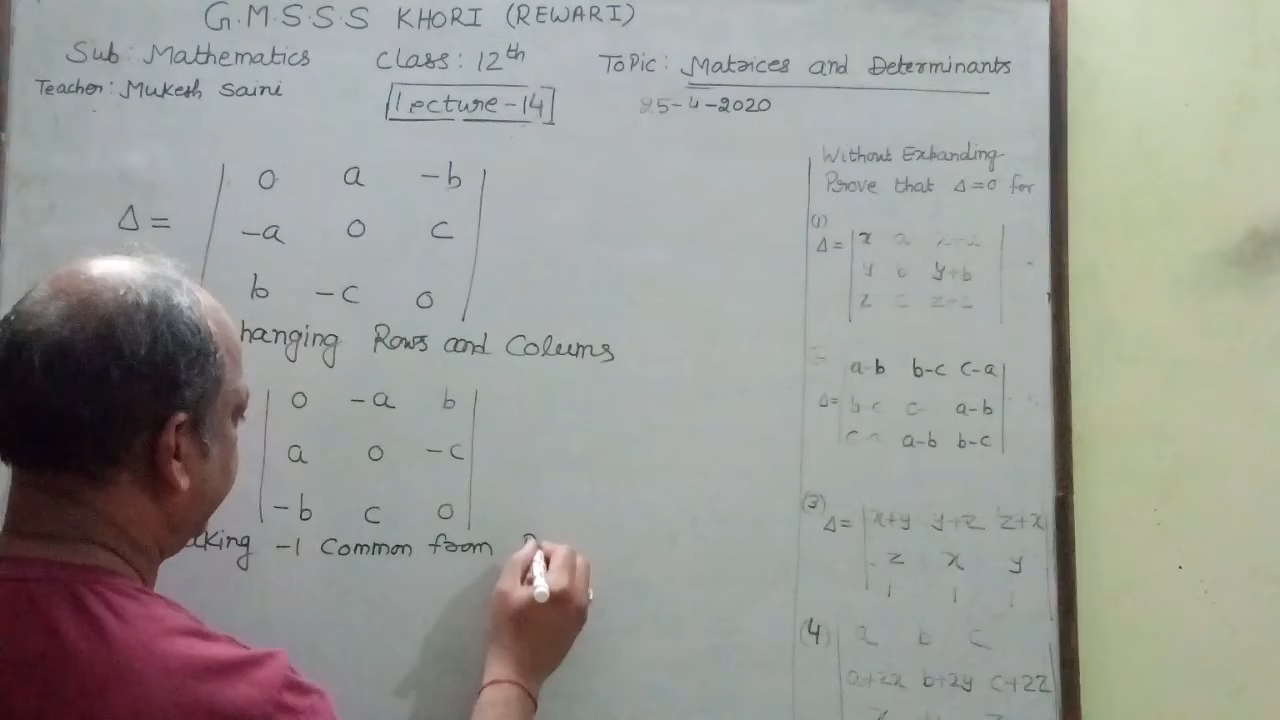 G.M.S.S.S KHORI (REWARI)
Sub: Mathematics Class: 12th Topic: Matrices and Determinants
Teacher: Mukesh Saini Lecture-14 25-4-2020
Δ = | 0 a -b |
| -a 0 c |
| b -c 0 |
hanging Rows and Colums
| 0 -a b |
| a 0 -c |
| -b c 0 |
aking -1 Common from
Without Expanding
Prove that Δ=0 for
(1)
Δ = | x a |
y y+b
z
a-b b-c c-a
Δ= a-b
a-b b-c
(3)
Δ = | x+y y+z z+x
z x y
1 1 1
(4) a b c
a+2x b+2y c+2z